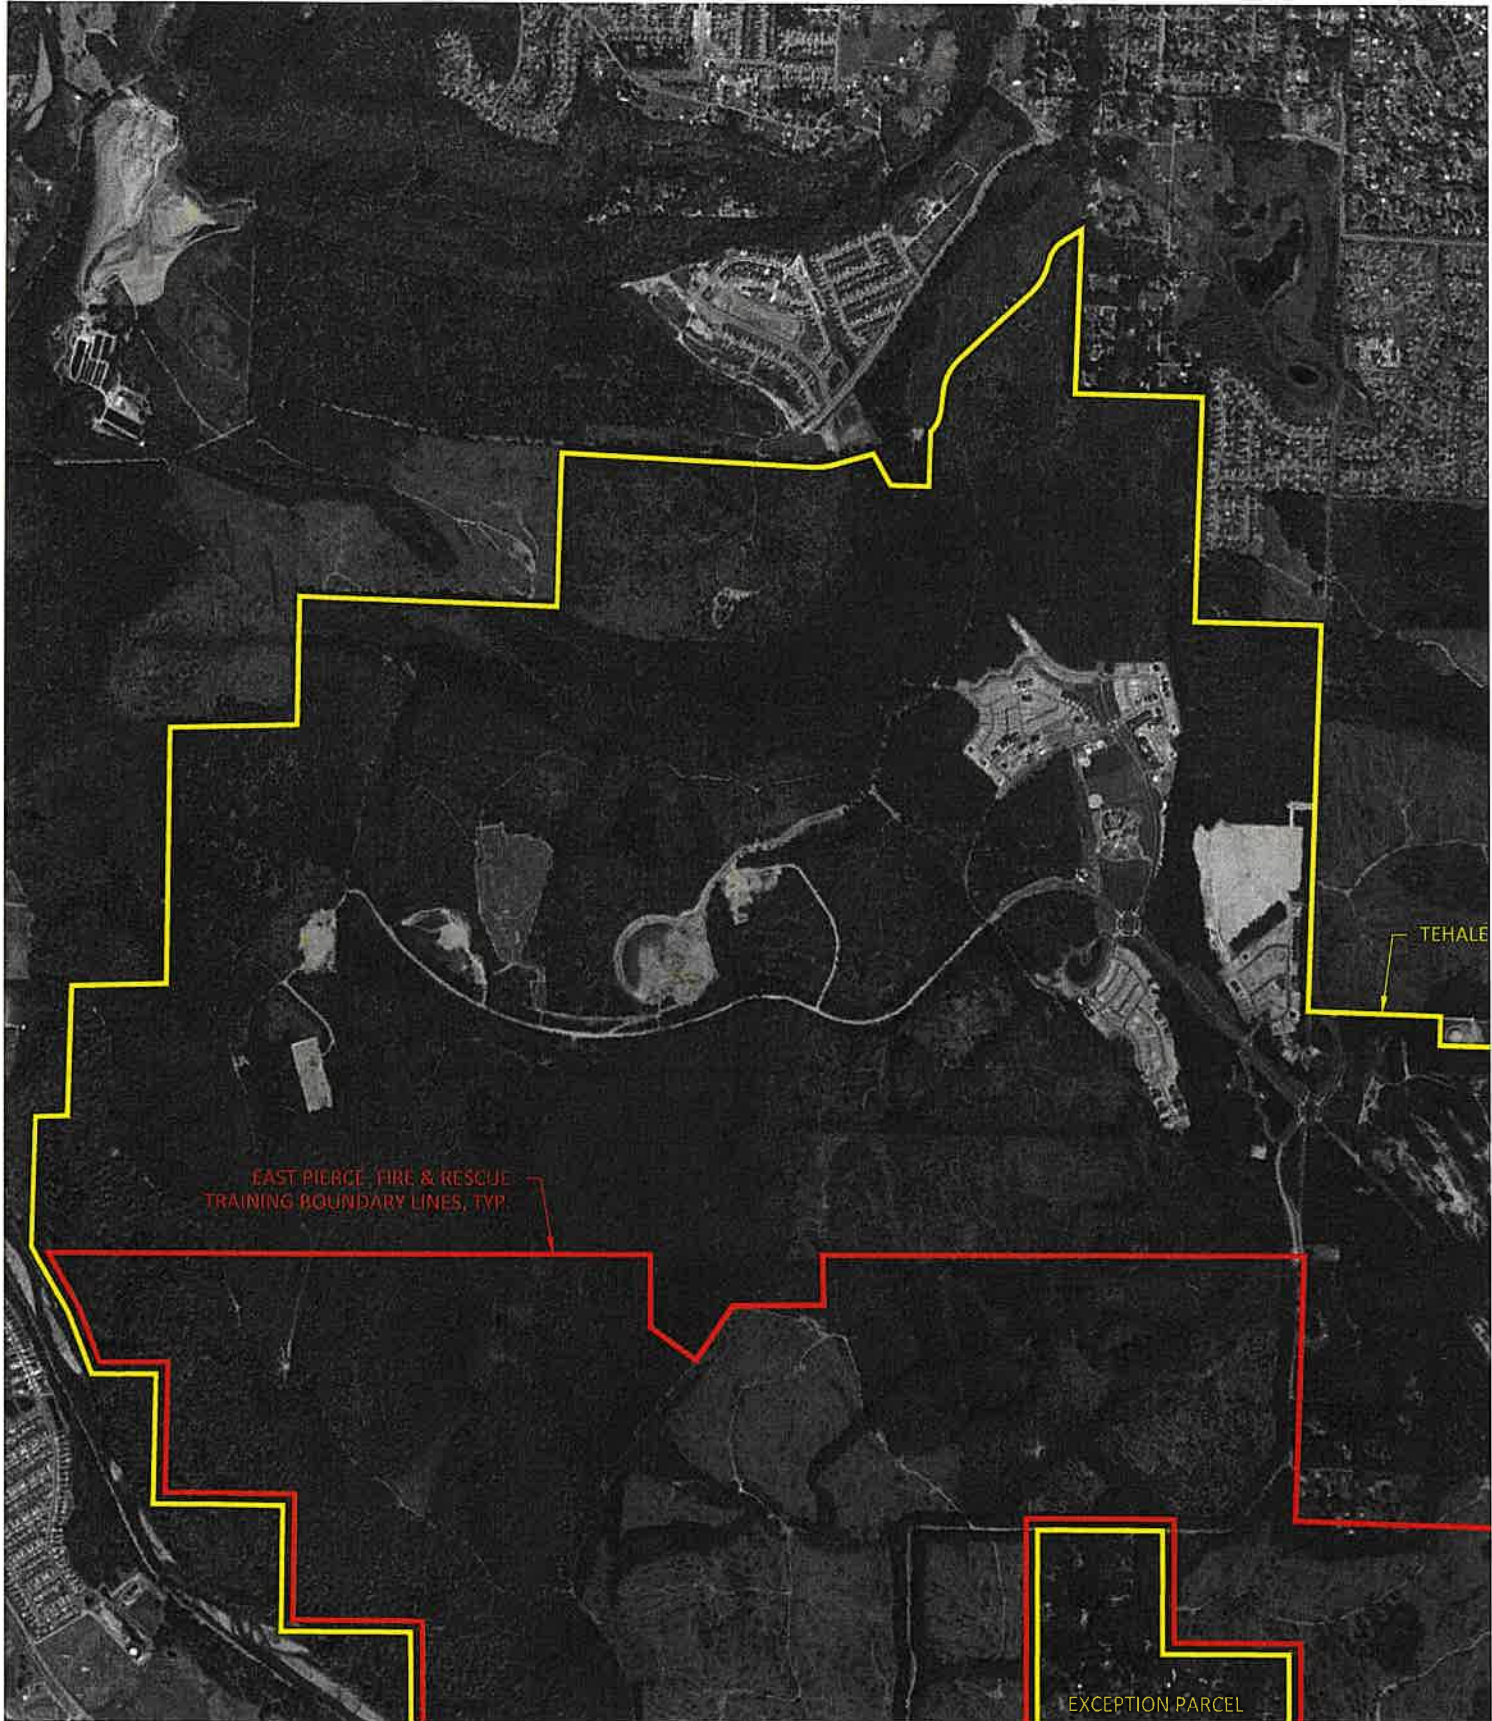 TEHALE
EAST PIERCE FIRE & RESCUE
TRAINING BOUNDARY LINES, TYP.
EXCEPTION PARCEL